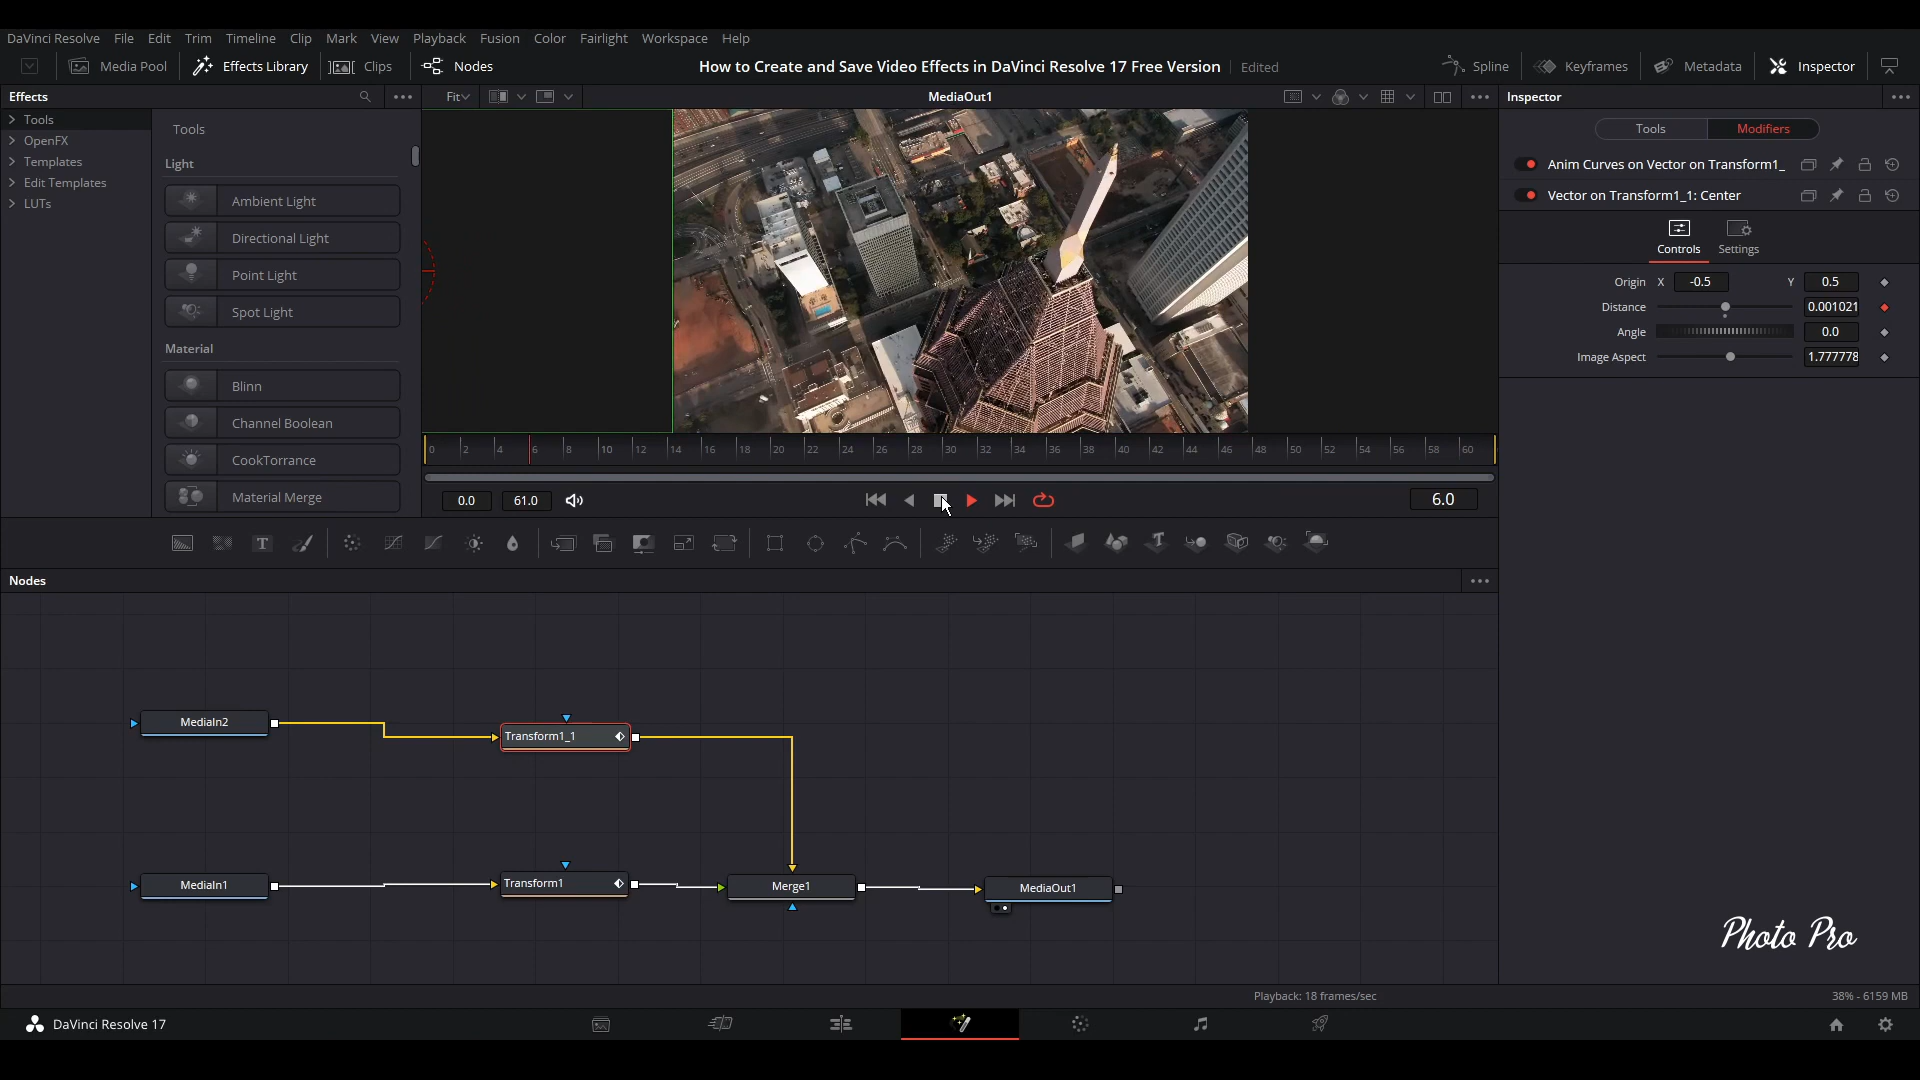 DaVinci Resolve File Edit Trim Timeline Clip Mark View Playback Fusion Color Fairlight Workspace Help
Media Pool Effects Library Clips Nodes How to Create and Save Video Effects in DaVinci Resolve 17 Free Version Edited Spline Keyframes Metadata Inspector
Effects Fit MediaOut1 Inspector
Tools
OpenFX
Templates
Edit Templates
LUTs
Tools
Light
Ambient Light
Directional Light
Point Light
Spot Light
Material
Blinn
Channel Boolean
CookTorrance
Material Merge
0 2 4 6 8 10 12 14 16 18 20 22 24 26 28 30 32 34 36 38 40 42 44 46 48 50 52 54 56 58 60
0.0 61.0 6.0
Tools Modifiers
Anim Curves on Vector on Transform1_
Vector on Transform1_1: Center
Controls Settings
Origin X -0.5 Y 0.5
Distance 0.001021
Angle 0.0
Image Aspect 1.777778
Nodes
MediaIn2 Transform1_1
MediaIn1 Transform1 Merge1 MediaOut1
Photo Pro
Playback: 18 frames/sec 38% - 6159 MB
DaVinci Resolve 17